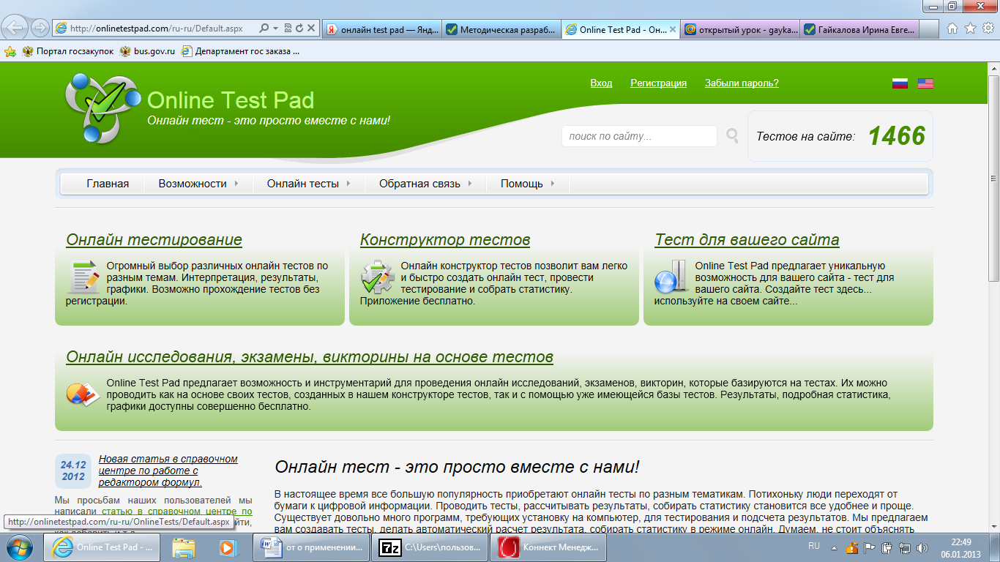 http://onlinetestpad.com/ru-ru/Default.aspx
онлайн test pad — Янд...
Методическая разраб...
Online Test Pad - Он...
открытый урок - gayka...
Гайкалова Ирина Евге...
Портал госзакупок
bus.gov.ru
Департамент гос заказа ...
Online Test Pad
Онлайн тест - это просто вместе с нами!
Вход
Регистрация
Забыли пароль?
поиск по сайту...
Тестов на сайте: 1466
Главная
Возможности
Онлайн тесты
Обратная связь
Помощь
Онлайн тестирование
Огромный выбор различных онлайн тестов по
разным темам. Интерпретация, результаты,
графики. Возможно прохождение тестов без
регистрации.
Конструктор тестов
Онлайн конструктор тестов позволит вам легко
и быстро создать онлайн тест, провести
тестирование и собрать статистику.
Приложение бесплатно.
Тест для вашего сайта
Online Test Pad предлагает уникальную
возможность для вашего сайта - тест для
вашего сайта. Создайте тест здесь...
используйте на своем сайте...
Онлайн исследования, экзамены, викторины на основе тестов
Online Test Pad предлагает возможность и инструментарий для проведения онлайн исследований, экзаменов, викторин, которые базируются на тестах. Их можно
проводить как на основе своих тестов, созданных в нашем конструкторе тестов, так и с помощью уже имеющейся базы тестов. Результаты, подробная статистика,
графики доступны совершенно бесплатно.
24.12
2012
Новая статья в справочном
центре по работе с
редактором формул.
Мы просьбам наших пользователей мы
написали статью в справочном центре по
йти,
Онлайн тест - это просто вместе с нами!
В настоящее время все большую популярность приобретают онлайн тесты по разным тематикам. Потихоньку люди переходят от
бумаги к цифровой информации. Проводить тесты, рассчитывать результаты, собирать статистику становится все удобнее и проще.
Существует довольно много программ, требующих установку на компьютер, для тестирования и подсчета результатов. Мы предлагаем
вам создавать тесты, делать автоматический расчет результата, собирать статистику в режиме онлайн. Думаем, не стоит объяснять
http://onlinetestpad.com/ru-ru/OnlineTests/Default.aspx
Online Test Pad - ...
от о применении...
C:\Users\пользов...
Коннект Менедж...
RU
22:49
06.01.2013